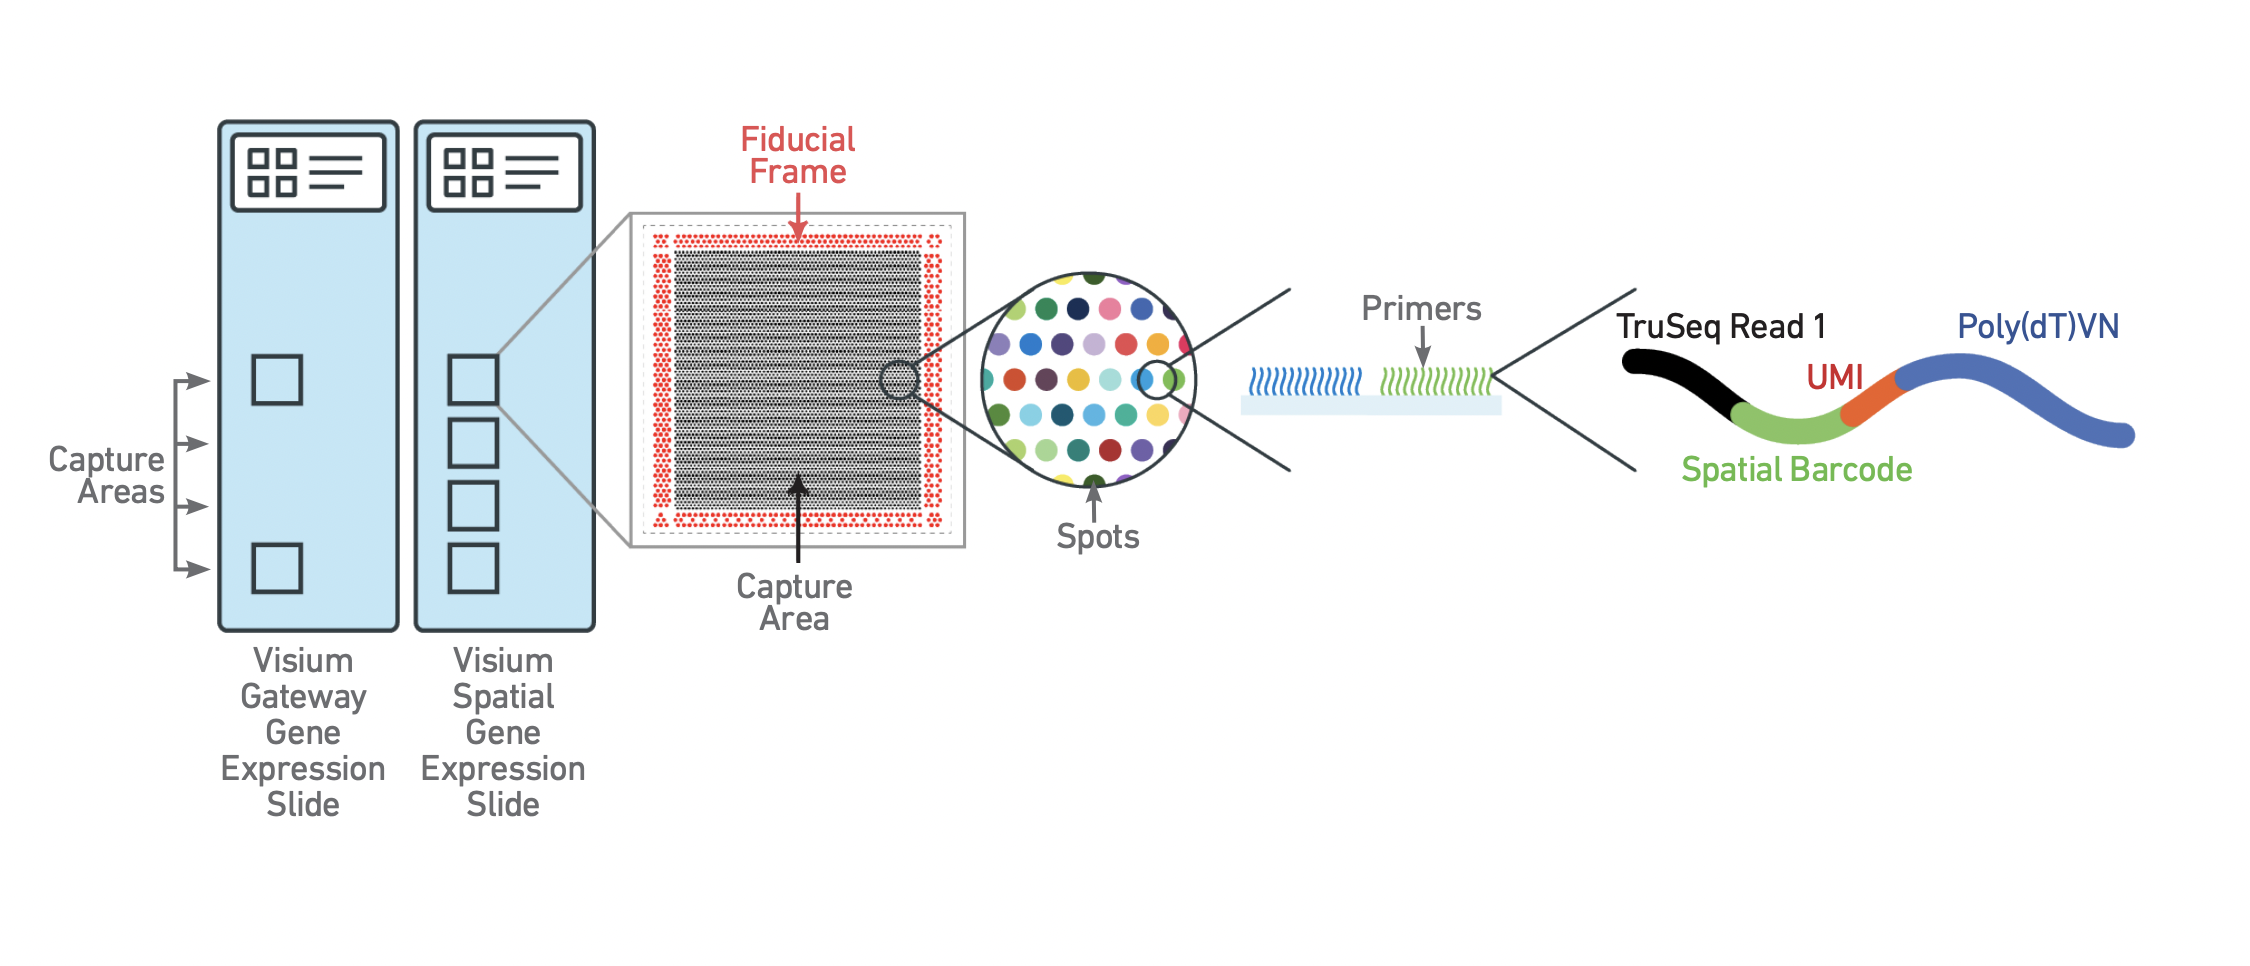 Capture
Areas
Visium
Gateway
Gene
Expression
Slide
Visium
Spatial
Gene
Expression
Slide
Fiducial
Frame
Capture
Area
Spots
Primers
TruSeq Read 1
UMI
Poly(dT)VN
Spatial Barcode